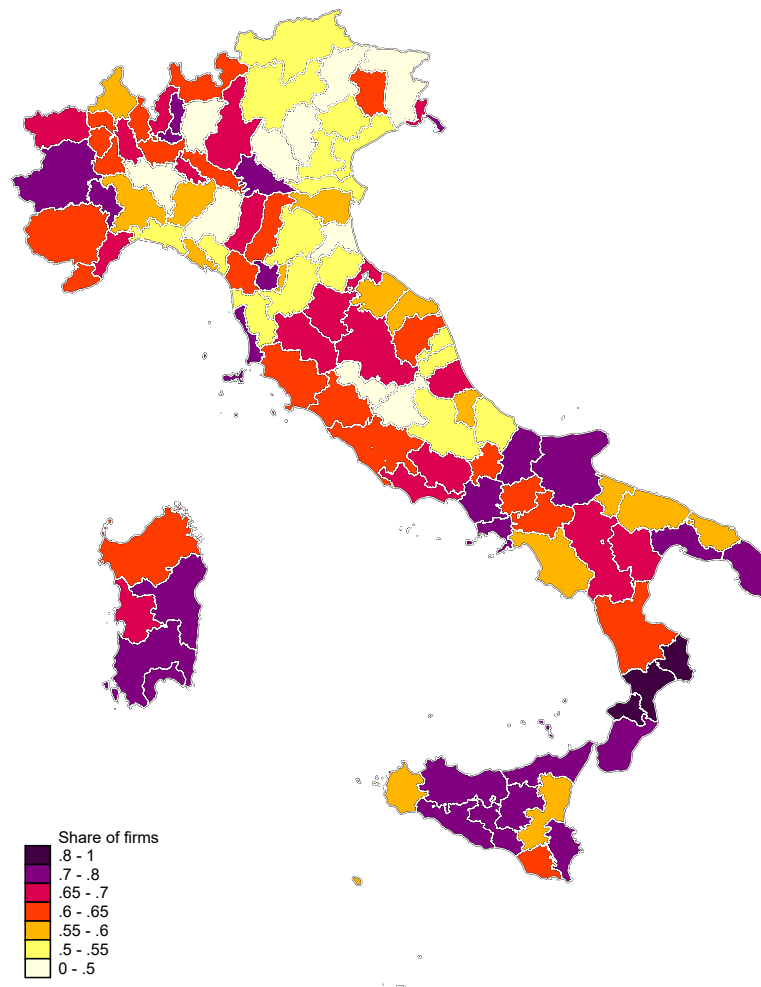 Share of firms
.8 - 1
.7 - .8
.65 - .7
.6 - .65
.55 - .6
.5 - .55
0 - .5